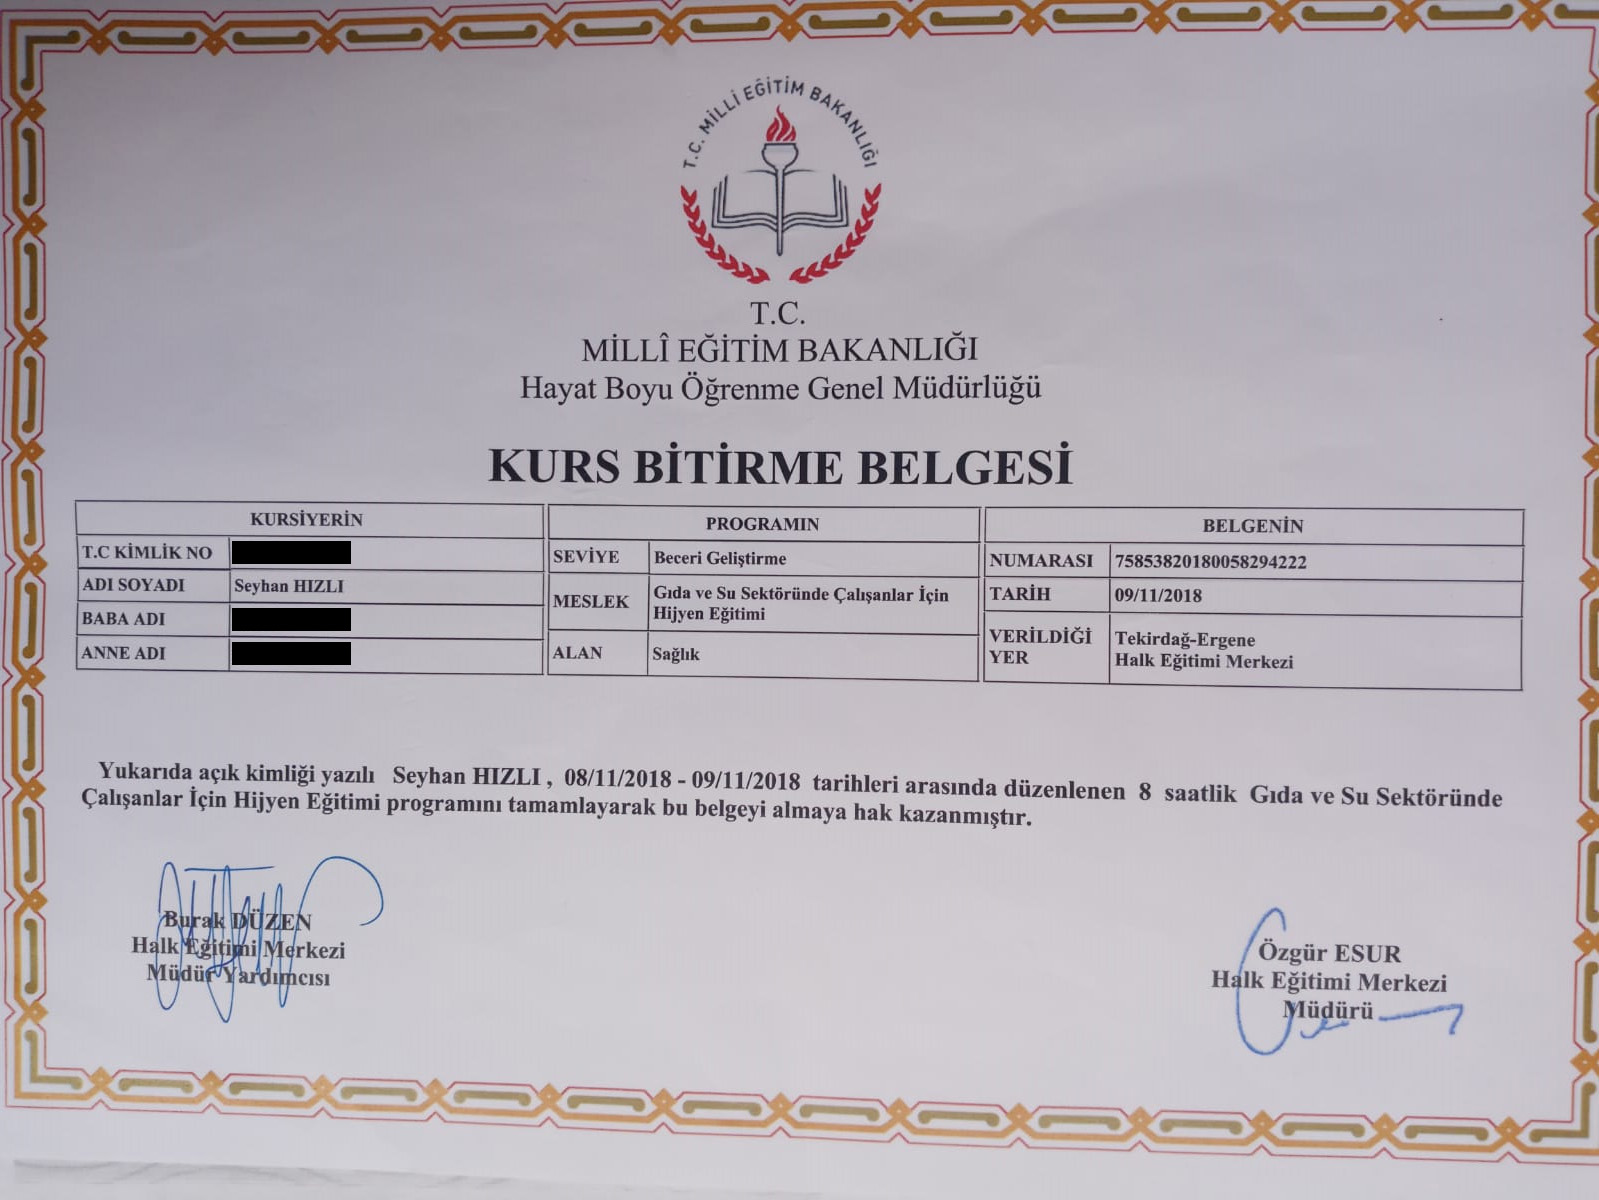 T.C. MİLLÎ EĞİTİM BAKANLIĞI
T.C.
MİLLÎ EĞİTİM BAKANLIĞI
Hayat Boyu Öğrenme Genel Müdürlüğü
KURS BİTİRME BELGESİ
KURSİYERİN
T.C KİMLİK NO
ADI SOYADI Seyhan HIZLI
BABA ADI
ANNE ADI
PROGRAMIN
SEVİYE Beceri Geliştirme
MESLEK Gıda ve Su Sektöründe Çalışanlar İçin
Hijyen Eğitimi
ALAN Sağlık
BELGENİN
NUMARASI 75853820180058294222
TARİH 09/11/2018
VERİLDİĞİ YER Tekirdağ-Ergene
Halk Eğitimi Merkezi
Yukarıda açık kimliği yazılı Seyhan HIZLI , 08/11/2018 - 09/11/2018 tarihleri arasında düzenlenen 8 saatlik Gıda ve Su Sektöründe
Çalışanlar İçin Hijyen Eğitimi programını tamamlayarak bu belgeyi almaya hak kazanmıştır.
Burak DÜZEN
Halk Eğitimi Merkezi
Müdür Yardımcısı
Özgür ESUR
Halk Eğitimi Merkezi
Müdürü